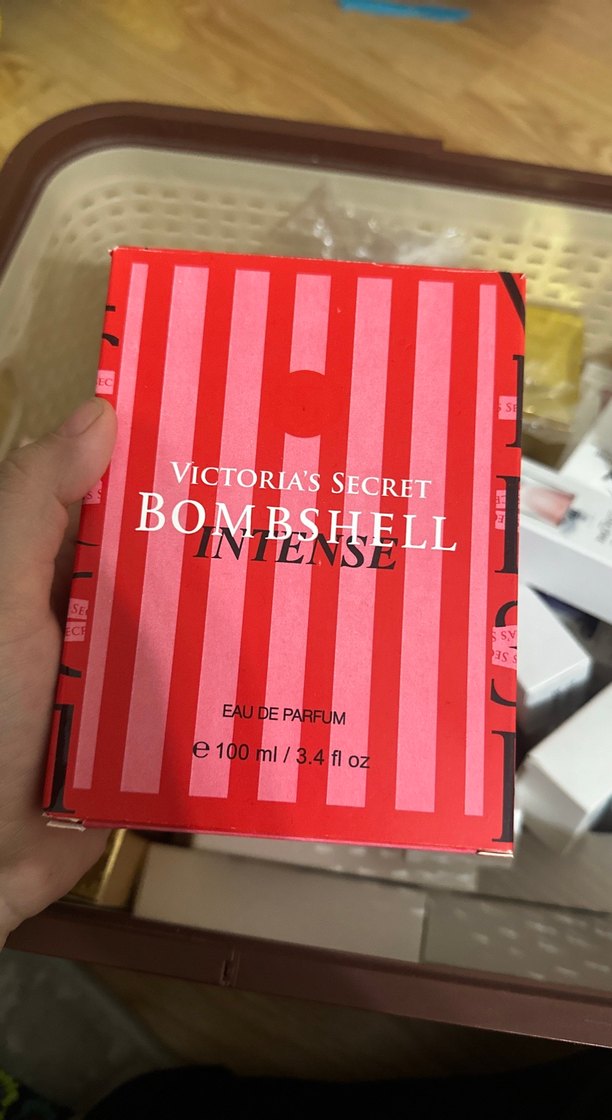 VICTORIA'S SECRET
BOMBSHELL
INTENSE
EAU DE PARFUM
℮ 100 ml / 3.4 fl oz